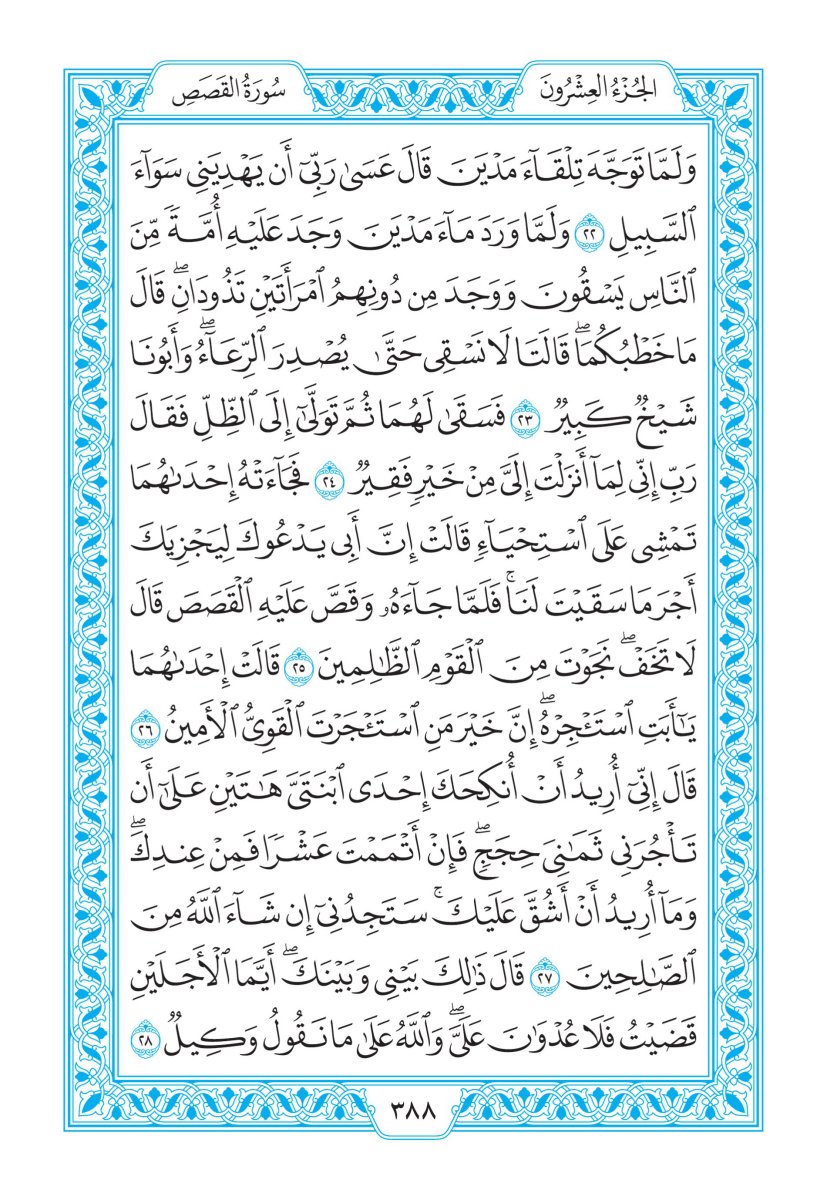 الجُزْءُ العِشْرُونَ
سُورَةُ القَصَصِ
وَلَمَّا تَوَجَّهَ تِلْقَآءَ مَدْيَنَ قَالَ عَسَىٰ رَبِّيٓ أَن يَهْدِيَنِي سَوَآءَ
ٱلسَّبِيلِ ٢٢ وَلَمَّا وَرَدَ مَآءَ مَدْيَنَ وَجَدَ عَلَيْهِ أُمَّةً مِّنَ
ٱلنَّاسِ يَسْقُونَ وَوَجَدَ مِن دُونِهِمُ ٱمْرَأَتَيْنِ تَذُودَانِۖ قَالَ
مَا خَطْبُكُمَاۖ قَالَتَا لَا نَسْقِي حَتَّىٰ يُصْدِرَ ٱلرِّعَآءُۖ وَأَبُونَا
شَيْخٌ كَبِيرٌ ٢٣ فَسَقَىٰ لَهُمَا ثُمَّ تَوَلَّىٰٓ إِلَى ٱلظِّلِّ فَقَالَ
رَبِّ إِنِّي لِمَآ أَنزَلْتَ إِلَيَّ مِنْ خَيْرٍ فَقِيرٌ ٢٤ فَجَآءَتْهُ إِحْدَىٰهُمَا
تَمْشِي عَلَى ٱسْتِحْيَآءٍ قَالَتْ إِنَّ أَبِي يَدْعُوكَ لِيَجْزِيَكَ
أَجْرَ مَا سَقَيْتَ لَنَاۚ فَلَمَّا جَآءَهُۥ وَقَصَّ عَلَيْهِ ٱلْقَصَصَ قَالَ
لَا تَخَفْۖ نَجَوْتَ مِنَ ٱلْقَوْمِ ٱلظَّٰلِمِينَ ٢٥ قَالَتْ إِحْدَىٰهُمَا
يَٰٓأَبَتِ ٱسْتَـْٔجِرْهُۖ إِنَّ خَيْرَ مَنِ ٱسْتَـْٔجَرْتَ ٱلْقَوِيُّ ٱلْأَمِينُ ٢٦
قَالَ إِنِّيٓ أُرِيدُ أَنْ أُنكِحَكَ إِحْدَى ٱبْنَتَيَّ هَٰتَيْنِ عَلَىٰٓ أَن
تَأْجُرَنِي ثَمَٰنِيَ حِجَجٍۖ فَإِنْ أَتْمَمْتَ عَشْرًا فَمِنْ عِندِكَۖ
وَمَآ أُرِيدُ أَنْ أَشُقَّ عَلَيْكَۚ سَتَجِدُنِيٓ إِن شَآءَ ٱللَّهُ مِنَ
ٱلصَّٰلِحِينَ ٢٧ قَالَ ذَٰلِكَ بَيْنِي وَبَيْنَكَۖ أَيَّمَا ٱلْأَجَلَيْنِ
قَضَيْتُ فَلَا عُدْوَٰنَ عَلَيَّۖ وَٱللَّهُ عَلَىٰ مَا نَقُولُ وَكِيلٌ ٢٨
٣٨٨